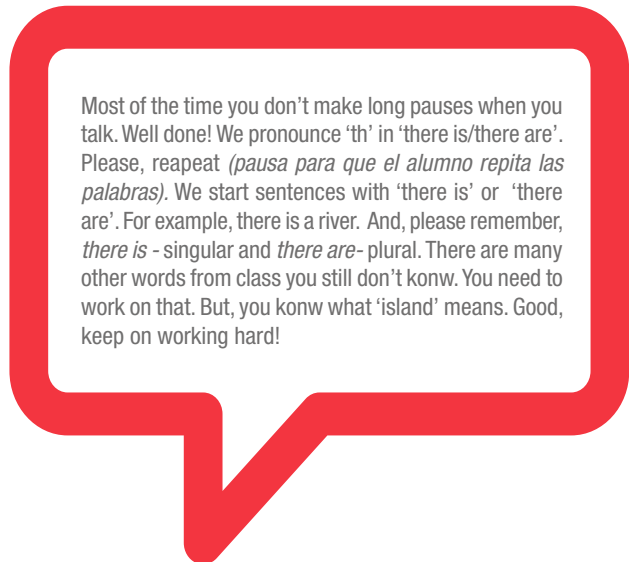 Most of the time you don’t make long pauses when you
talk. Well done! We pronounce ‘th’ in ‘there is/there are’.
Please, reapeat (pausa para que el alumno repita las
palabras). We start sentences with ‘there is’ or ‘there
are’. For example, there is a river. And, please remember,
there is - singular and there are- plural. There are many
other words from class you still don’t konw. You need to
work on that. But, you konw what ‘island’ means. Good,
keep on working hard!